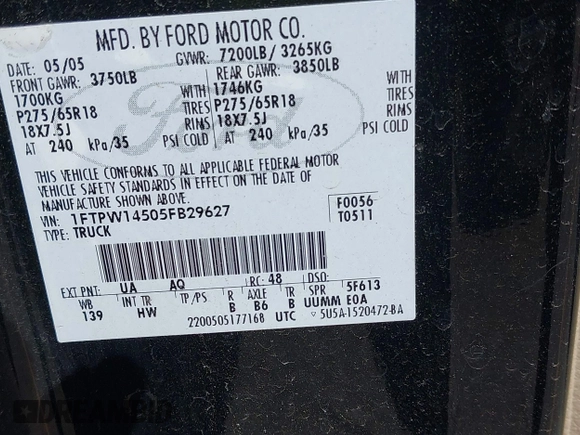 MFD. BY FORD MOTOR CO.
DATE: 05/05 GVWR: 7200LB/ 3265KG
FRONT GAWR: 3750LB REAR GAWR: 3850LB
1700KG WITH 1746KG WITH
P275/65R18 TIRES P275/65R18 TIRES
18X7.5J RIMS 18X7.5J RIMS
AT 240 kPa/35 PSI COLD AT 240 kPa/35 PSI COLD
THIS VEHICLE CONFORMS TO ALL APPLICABLE FEDERAL MOTOR
VEHICLE SAFETY STANDARDS IN EFFECT ON THE DATE OF
MANUFACTURE SHOWN ABOVE.
VIN: 1FTPW14505FB29627 F0056
TYPE: TRUCK T0511
EXT PNT: UA AQ RC: 48 DSO:
WB INT TR TP/PS R AXLE TR SPR 5F613
139 HW B B6 B UUMM E0A
2200505177168 UTC ▽ 5U5A-1520472-BA
Ford
DREAMBID